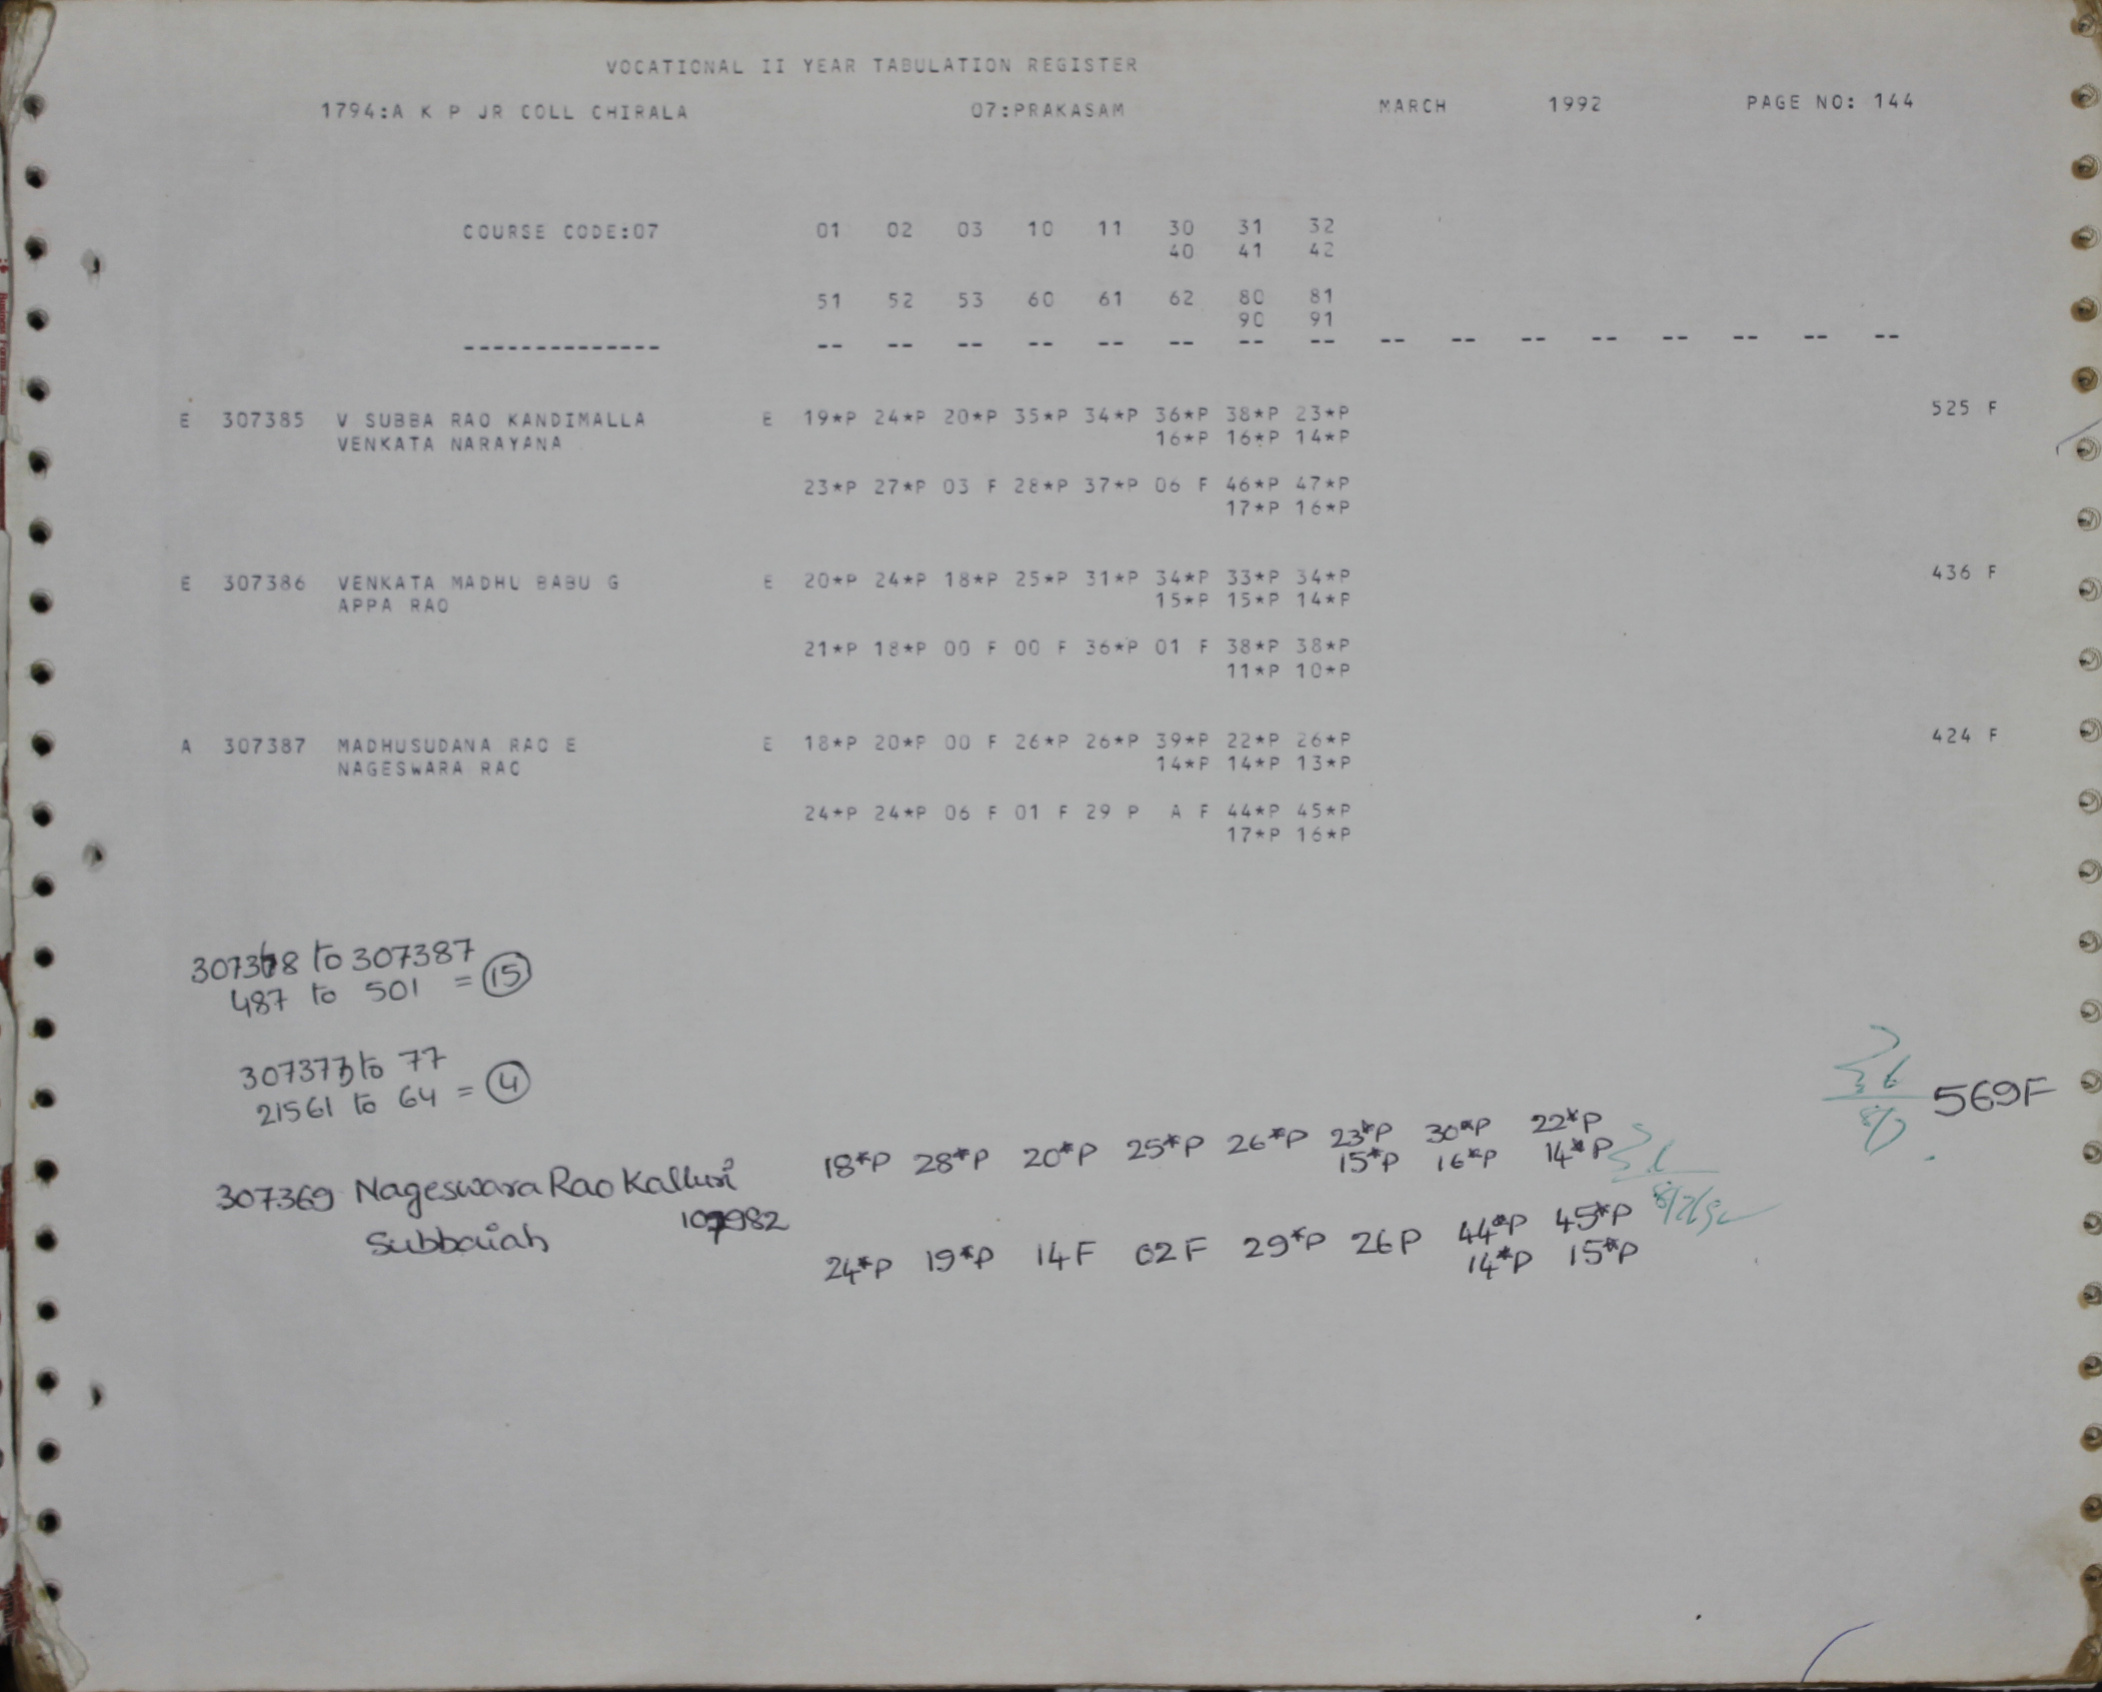 VOCATIONAL II YEAR TABULATION REGISTER
1794:A K P JR COLL CHIRALA 07:PRAKASAM MARCH 1992 PAGE NO: 144
COURSE CODE:07 01 02 03 10 11 30 31 32
40 41 42
51 52 53 60 61 62 80 81
90 91
-------------- -- -- -- -- -- -- -- -- -- -- -- -- -- -- -- --
E 307385 V SUBBA RAO KANDIMALLA E 19*P 24*P 20*P 35*P 34*P 36*P 38*P 23*P 525 F
VENKATA NARAYANA 16*P 16*P 14*P
23*P 27*P 03 F 28*P 37*P 06 F 46*P 47*P
17*P 16*P
E 307386 VENKATA MADHU BABU G E 20*P 24*P 18*P 25*P 31*P 34*P 33*P 34*P 436 F
APPA RAO 15*P 15*P 14*P
21*P 18*P 00 F 00 F 36*P 01 F 38*P 38*P
11*P 10*P
A 307387 MADHUSUDANA RAO E E 18*P 20*P 00 F 26*P 26*P 39*P 22*P 26*P 424 F
NAGESWARA RAO 14*P 14*P 13*P
24*P 24*P 06 F 01 F 29 P A F 44*P 45*P
17*P 16*P
to 307387
487 to 501 = 15
to 77
21561 to 64 = 4
569F
18*P 28*P 20*P 25*P 26*P 23*P 30*P 22*P
15*P 16*P 14*P
307369 Nageswara Rao Kalluri
Subbaiah 107982
24*P 19*P 14F 02F 29*P 26P 44*P 45*P
14*P 15*P